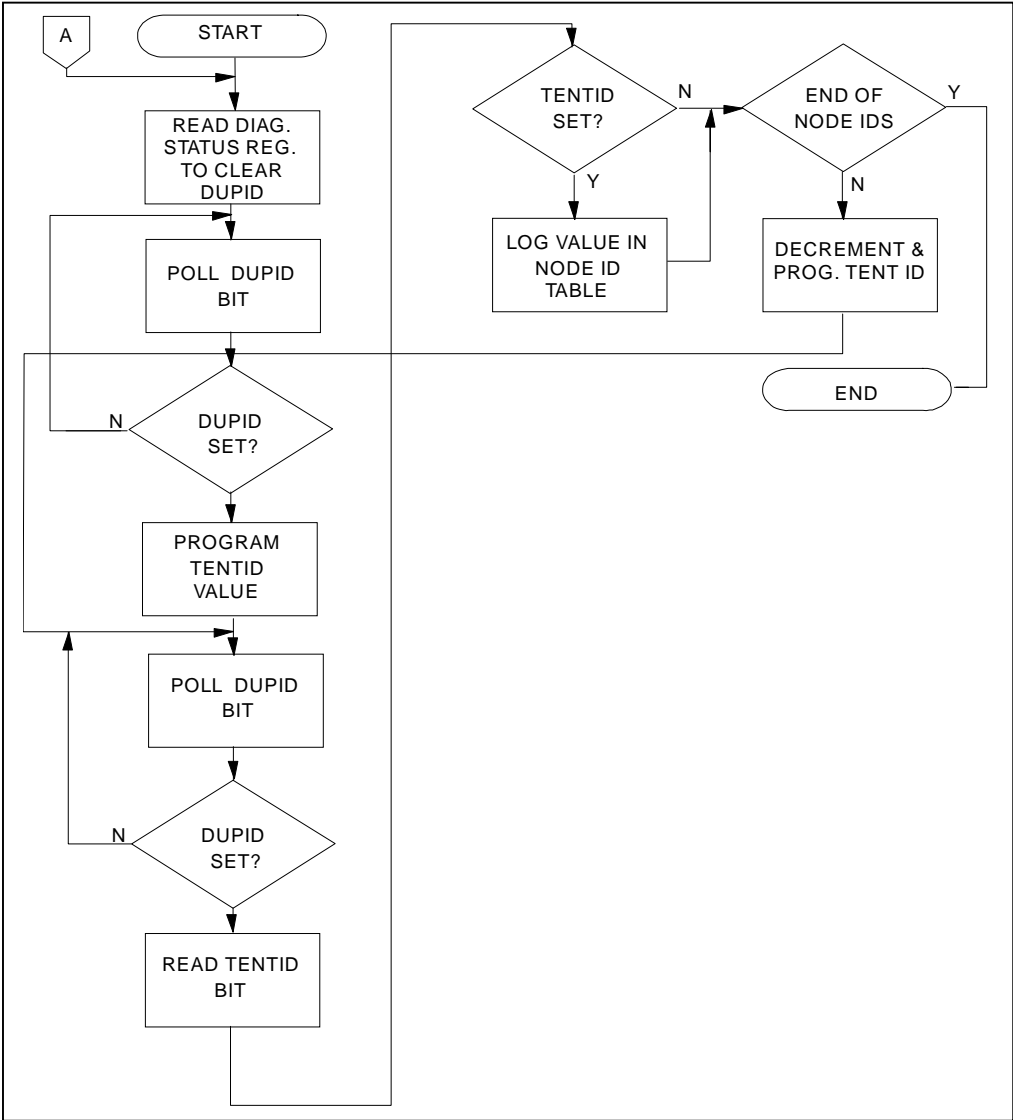 A
START
READ DIAG.
STATUS REG.
TO CLEAR
DUPID
POLL DUPID
BIT
N
DUPID
SET?
PROGRAM
TENTID
VALUE
POLL DUPID
BIT
N
DUPID
SET?
READ TENTID
BIT
TENTID
SET?
N
Y
LOG VALUE IN
NODE ID
TABLE
END OF
NODE IDS
Y
N
DECREMENT &
PROG. TENT ID
END